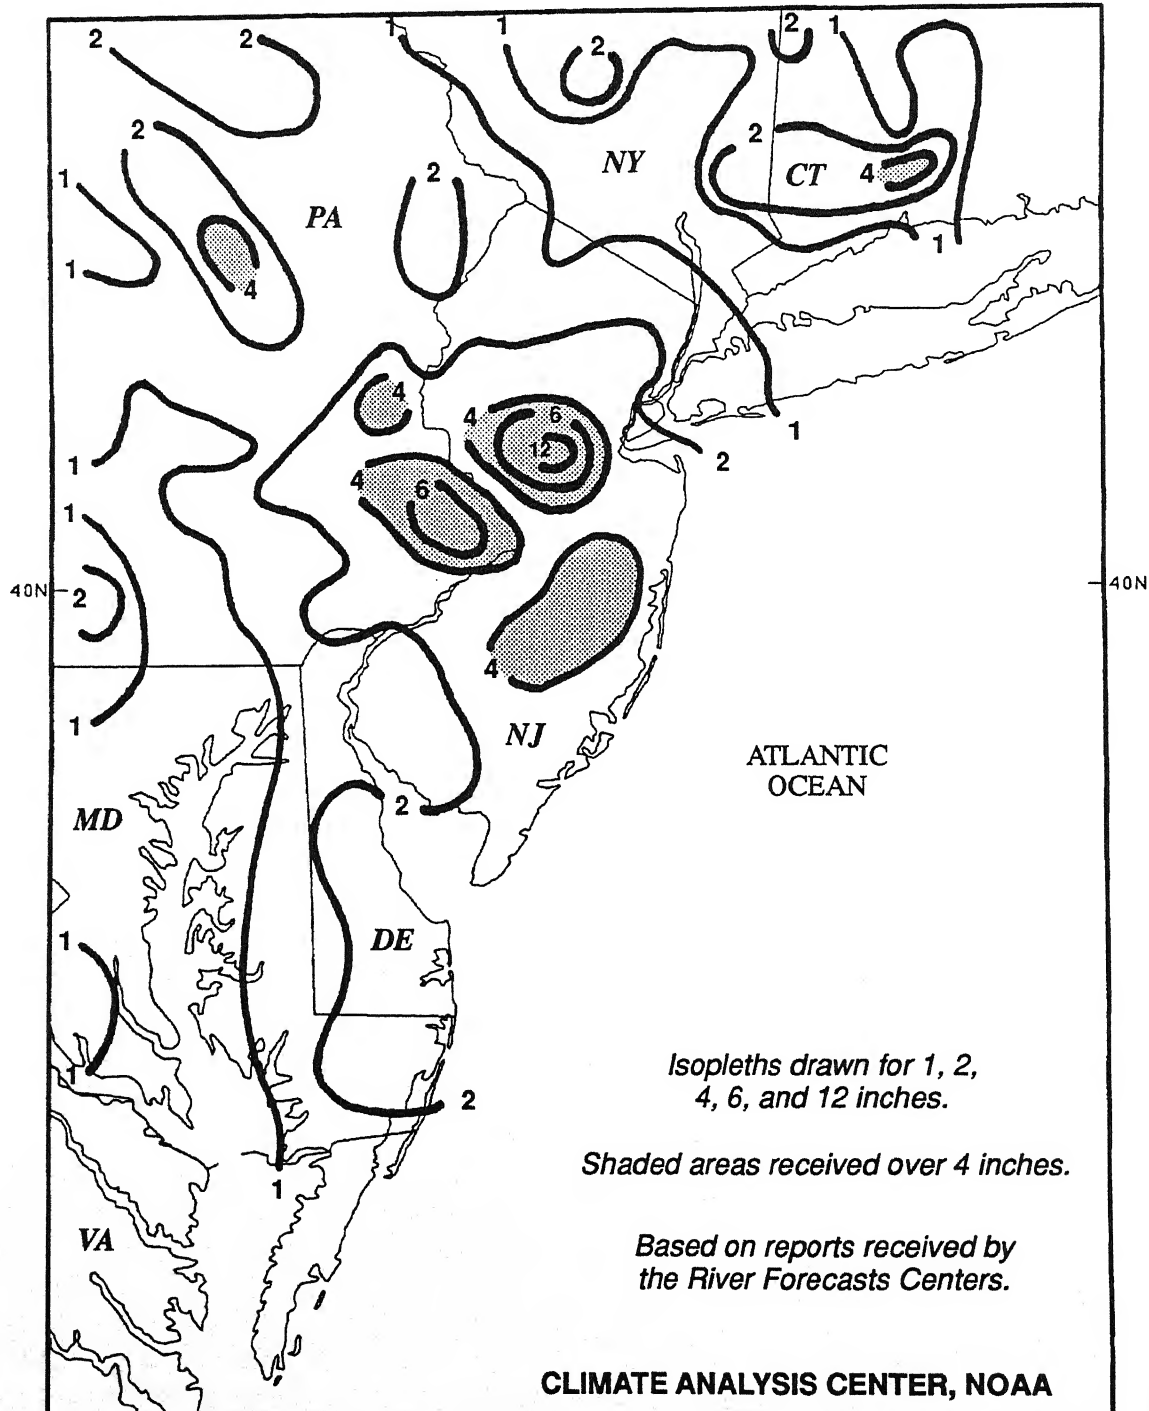 2
2
1
1
2
2
1
2
NY
2
CT
4
1
2
PA
1
4
1
4
4
6
12
1
1
2
4
6
1
40N
2
40N
4
1
NJ
ATLANTIC
OCEAN
2
MD
1
DE
Isopleths drawn for 1, 2,
4, 6, and 12 inches.
1
2
Shaded areas received over 4 inches.
1
VA
Based on reports received by
the River Forecasts Centers.
CLIMATE ANALYSIS CENTER, NOAA